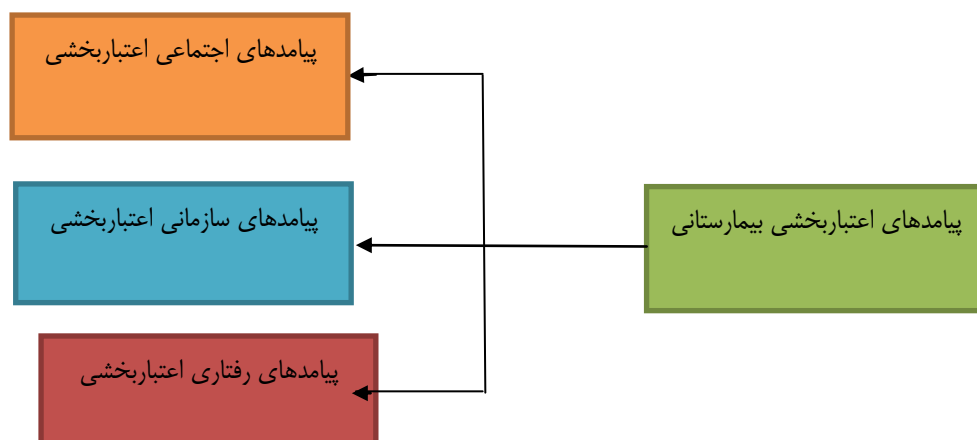 پیامدهای اجتماعی اعتباربخشی
پیامدهای سازمانی اعتباربخشی
پیامدهای اعتباربخشی بیمارستانی
پیامدهای رفتاری اعتباربخشی